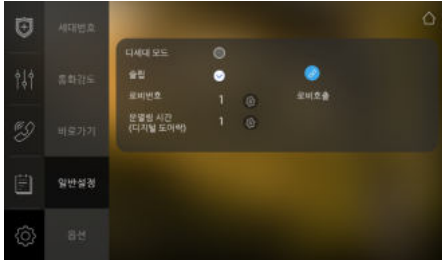 세대번호
통화감도
바로가기
일반설정
옵션
다세대 모드
슬립
로비번호 1
로비호출
문열림 시간 1
(디지털 도어락)